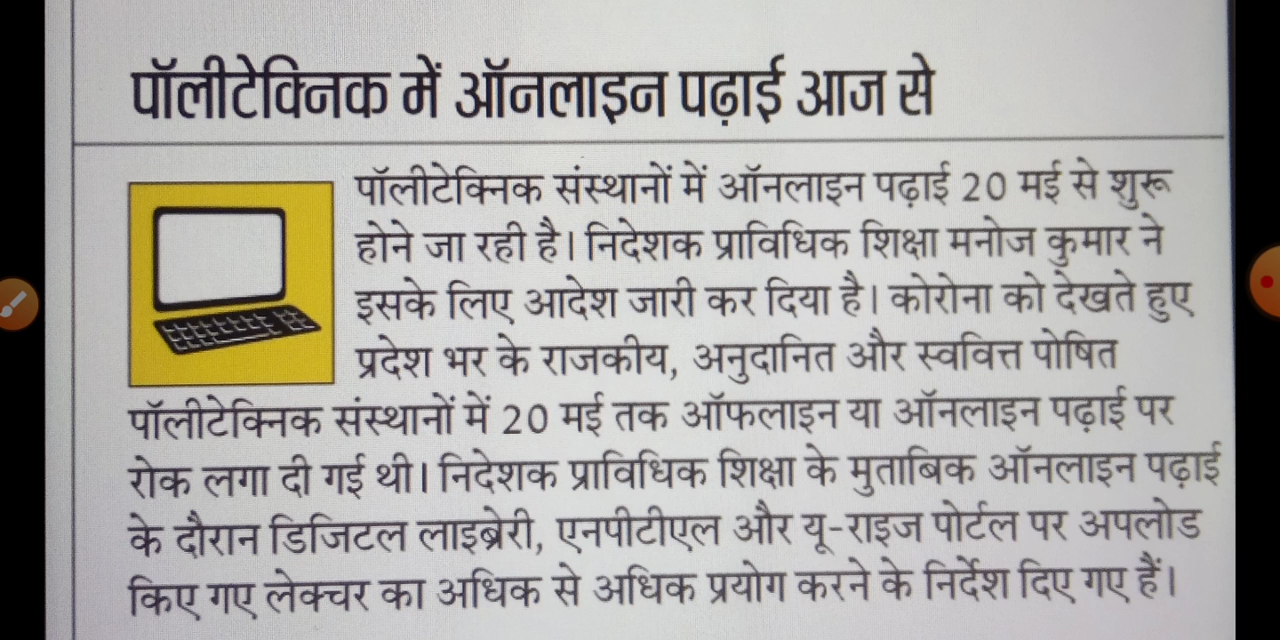 पॉलीटेक्निक में ऑनलाइन पढ़ाई आज से
पॉलीटेक्निक संस्थानों में ऑनलाइन पढ़ाई 20 मई से शुरू
होने जा रही है। निदेशक प्राविधिक शिक्षा मनोज कुमार ने
इसके लिए आदेश जारी कर दिया है। कोरोना को देखते हुए
प्रदेश भर के राजकीय, अनुदानित और स्ववित्त पोषित
पॉलीटेक्निक संस्थानों में 20 मई तक ऑफलाइन या ऑनलाइन पढ़ाई पर
रोक लगा दी गई थी। निदेशक प्राविधिक शिक्षा के मुताबिक ऑनलाइन पढ़ाई
के दौरान डिजिटल लाइब्रेरी, एनपीटीएल और यू-राइज पोर्टल पर अपलोड
किए गए लेक्चर का अधिक से अधिक प्रयोग करने के निर्देश दिए गए हैं।